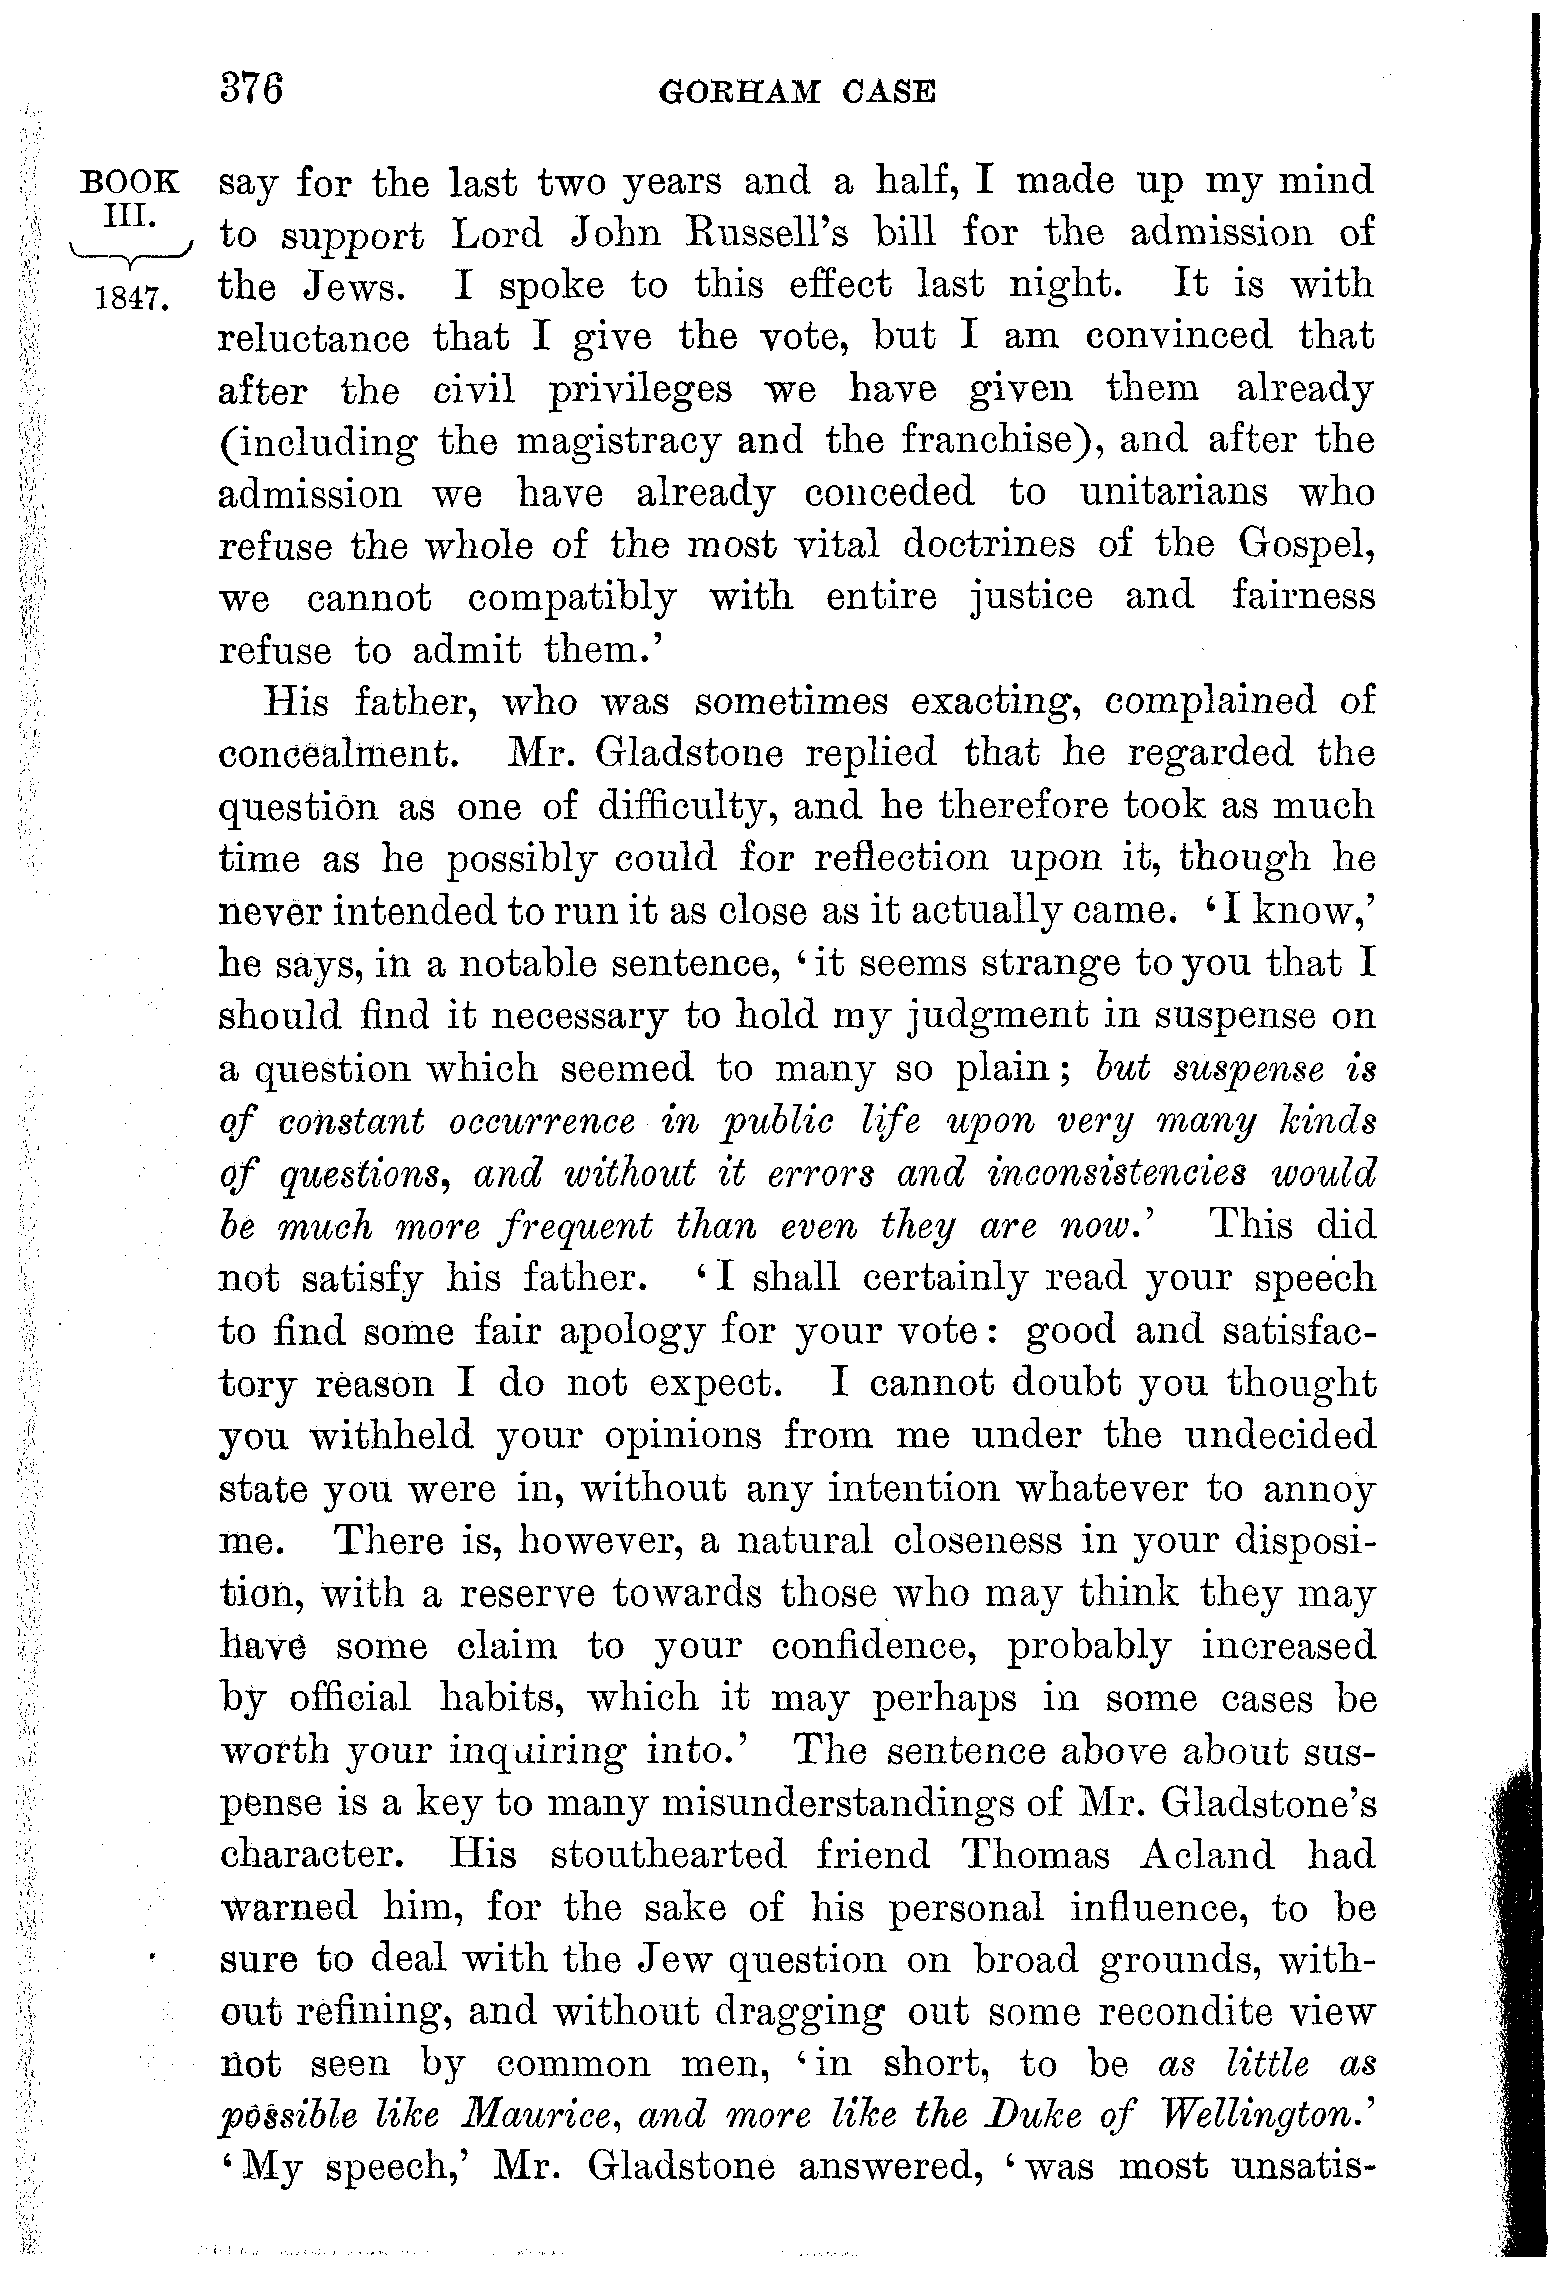 376 GORHAM CASE
BOOK
III.
1847.
say for the last two years and a half, I made up my mind
to support Lord John Russell's bill for the admission of
the Jews. I spoke to this effect last night. It is with
reluctance that I give the vote, but I am convinced that
after the civil privileges we have given them already
(including the magistracy and the franchise), and after the
admission we have already conceded to unitarians who
refuse the whole of the most vital doctrines of the Gospel,
we cannot compatibly with entire justice and fairness
refuse to admit them.'
His father, who was sometimes exacting, complained of
concealment. Mr. Gladstone replied that he regarded the
question as one of difficulty, and he therefore took as much
time as he possibly could for reflection upon it, though he
never intended to run it as close as it actually came. 'I know,'
he says, in a notable sentence, 'it seems strange to you that I
should find it necessary to hold my judgment in suspense on
a question which seemed to many so plain; but suspense is
of constant occurrence in public life upon very many kinds
of questions, and without it errors and inconsistencies would
be much more frequent than even they are now.' This did
not satisfy his father. 'I shall certainly read your speech
to find some fair apology for your vote: good and satisfac-
tory reason I do not expect. I cannot doubt you thought
you withheld your opinions from me under the undecided
state you were in, without any intention whatever to annoy
me. There is, however, a natural closeness in your disposi-
tion, with a reserve towards those who may think they may
have some claim to your confidence, probably increased
by official habits, which it may perhaps in some cases be
worth your inquiring into.' The sentence above about sus-
pense is a key to many misunderstandings of Mr. Gladstone's
character. His stouthearted friend Thomas Acland had
warned him, for the sake of his personal influence, to be
sure to deal with the Jew question on broad grounds, with-
out refining, and without dragging out some recondite view
not seen by common men, 'in short, to be as little as
possible like Maurice, and more like the Duke of Wellington.'
'My speech,' Mr. Gladstone answered, 'was most unsatis-